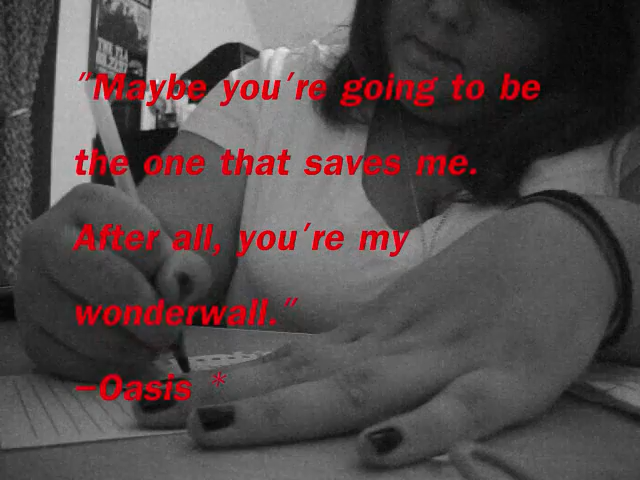 "Maybe you're going to be
the one that saves me.
After all, you're my
wonderwall."
—Oasis *